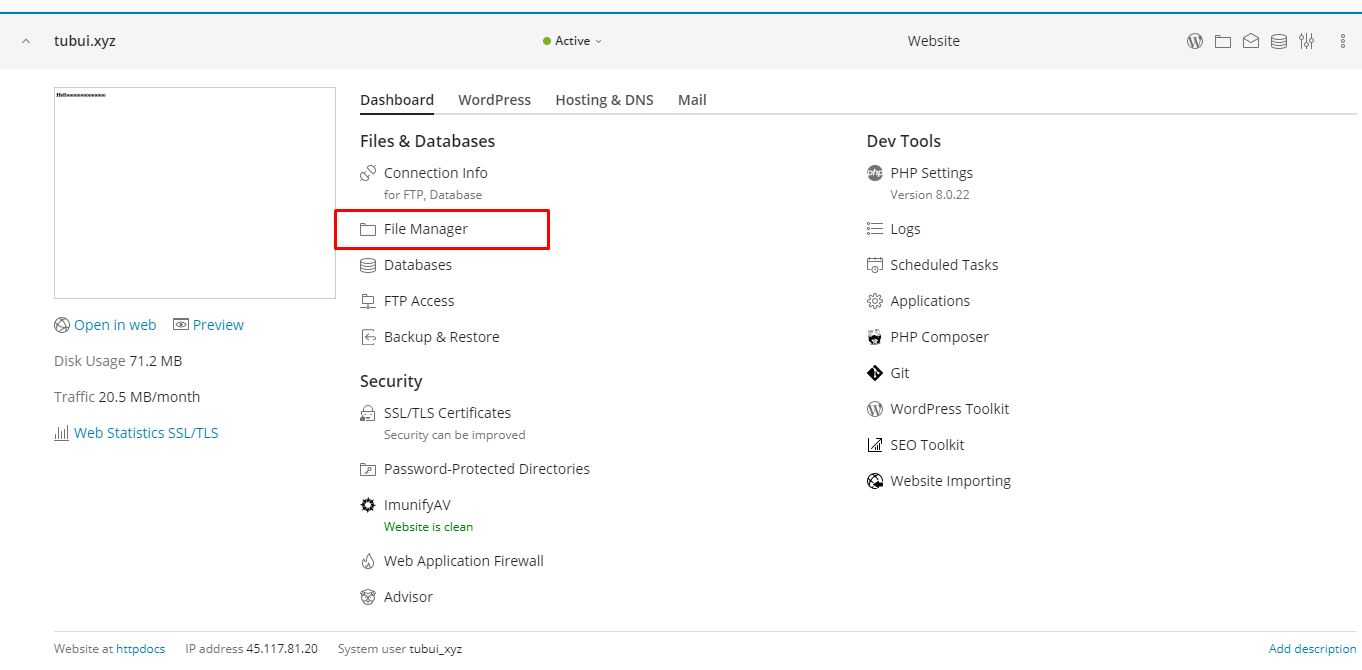 tubui.xyz
Active
Website
Dashboard
WordPress
Hosting & DNS
Mail
Files & Databases
Connection Info
for FTP, Database
File Manager
Databases
FTP Access
Backup & Restore
Security
SSL/TLS Certificates
Security can be improved
Password-Protected Directories
ImunifyAV
Website is clean
Web Application Firewall
Advisor
Dev Tools
php PHP Settings
Version 8.0.22
Logs
Scheduled Tasks
Applications
PHP Composer
Git
WordPress Toolkit
SEO Toolkit
Website Importing
Open in web
Preview
Disk Usage 71.2 MB
Traffic 20.5 MB/month
Web Statistics SSL/TLS
Website at httpdocs
IP address 45.117.81.20
System user tubui_xyz
Add description